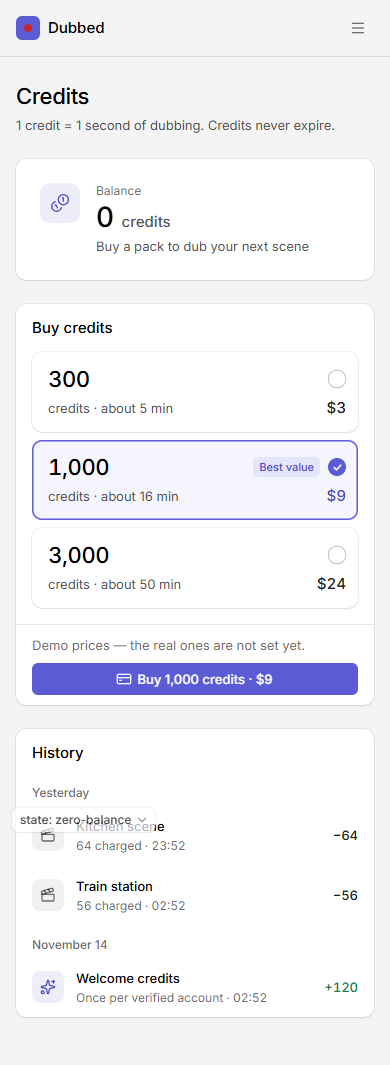 Dubbed
Credits
1 credit = 1 second of dubbing. Credits never expire.
Balance
0 credits
Buy a pack to dub your next scene
Buy credits
300
credits · about 5 min
$3
1,000
Best value
credits · about 16 min
$9
3,000
credits · about 50 min
$24
Demo prices — the real ones are not set yet.
Buy 1,000 credits · $9
History
Yesterday
state: zero-balance
Kitchen scene
64 charged · 23:52
−64
Train station
56 charged · 02:52
−56
November 14
Welcome credits
Once per verified account · 02:52
+120